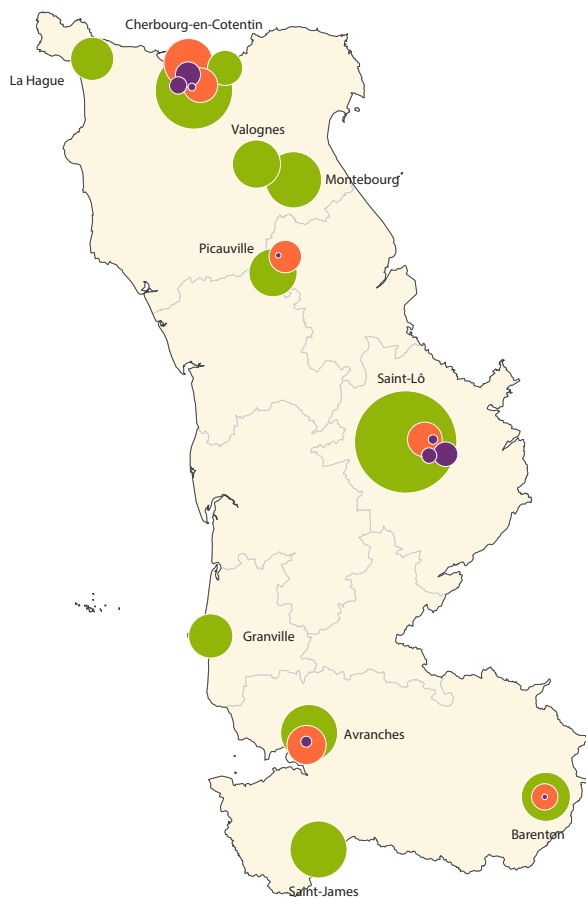 Cherbourg-en-Cotentin
La Hague
Valognes
Montebourg
Picauville
Saint-Lô
Granville
Avranches
Barenton
Saint-James